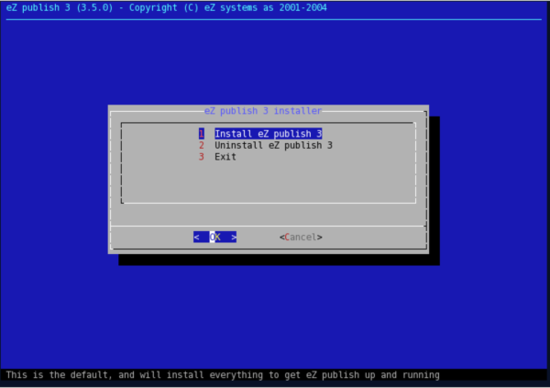 eZ publish 3 (3.5.0) - Copyright (C) eZ systems as 2001-2004
eZ publish 3 installer
1 Install eZ publish 3
2 Uninstall eZ publish 3
3 Exit
< OK > <Cancel>
This is the default, and will install everything to get eZ publish up and running